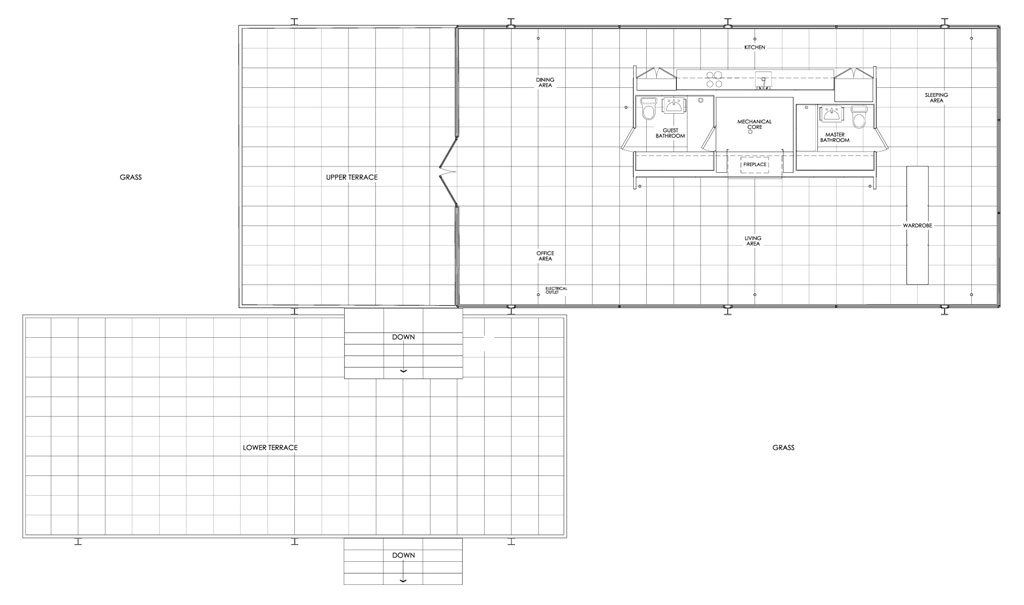 KITCHEN
DINING
AREA
SLEEPING
AREA
MECHANICAL
CORE
GUEST
BATHROOM
MASTER
BATHROOM
FIREPLACE
GRASS
UPPER TERRACE
WARDROBE
LIVING
AREA
OFFICE
AREA
ELECTRICAL
OUTLET
DOWN
LOWER TERRACE
GRASS
DOWN